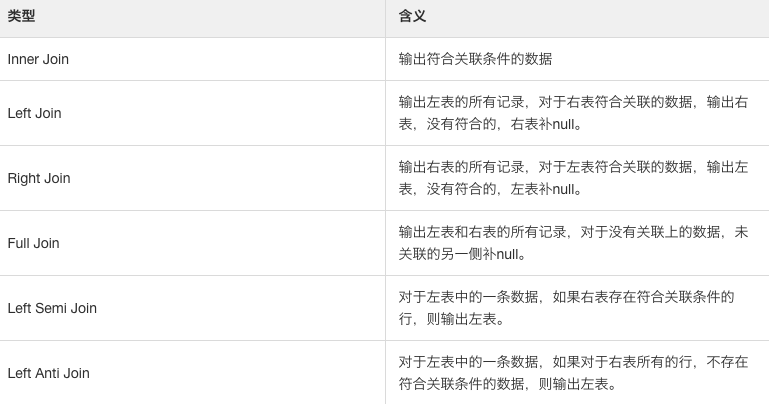 类型
含义
Inner Join
输出符合关联条件的数据
Left Join
输出左表的所有记录，对于右表符合关联的数据，输出右
表，没有符合的，右表补null。
Right Join
输出右表的所有记录，对于左表符合关联的数据，输出左
表，没有符合的，左表补null。
Full Join
输出左表和右表的所有记录，对于没有关联上的数据，未
关联的另一侧补null。
Left Semi Join
对于左表中的一条数据，如果右表存在符合关联条件的
行，则输出左表。
Left Anti Join
对于左表中的一条数据，如果对于右表所有的行，不存在
符合关联条件的数据，则输出左表。